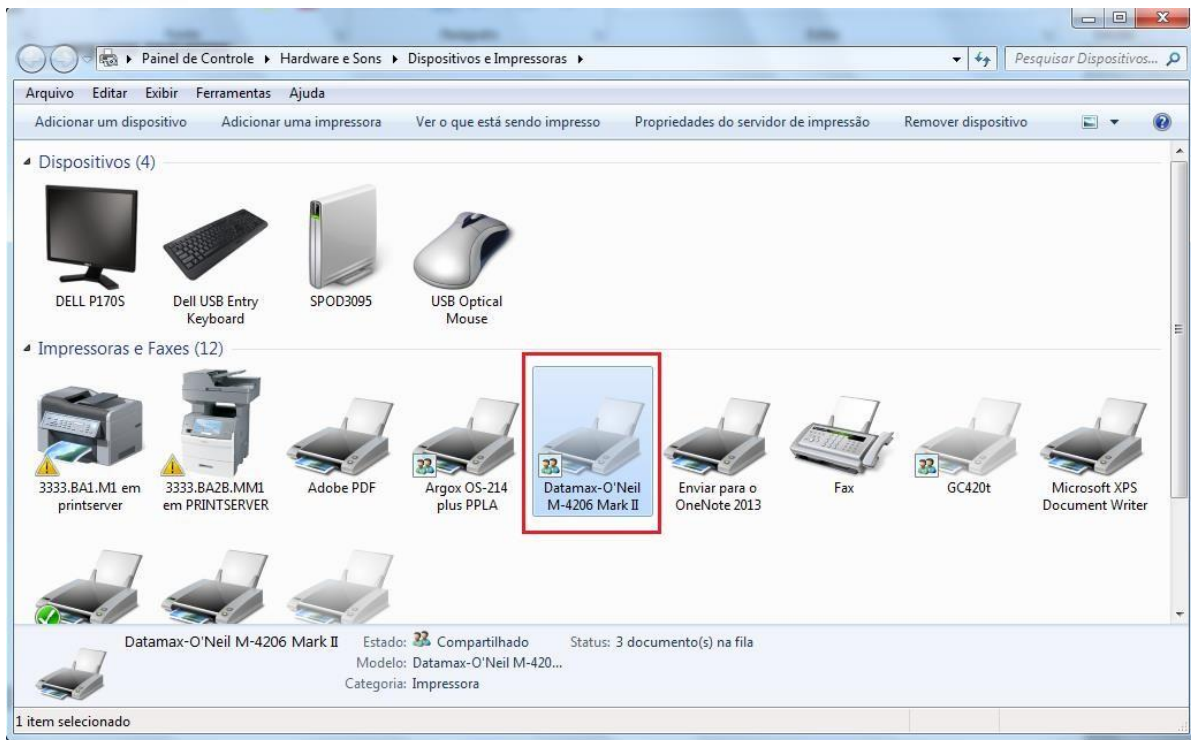 Painel de Controle ▸ Hardware e Sons ▸ Dispositivos e Impressoras ▸
Pesquisar Dispositivos...
Arquivo Editar Exibir Ferramentas Ajuda
Adicionar um dispositivo Adicionar uma impressora Ver o que está sendo impresso Propriedades do servidor de impressão Remover dispositivo
Dispositivos (4)
DELL P170S
Dell USB Entry
Keyboard
SPOD3095
USB Optical
Mouse
Impressoras e Faxes (12)
3333.BA1.M1 em
printserver
3333.BA2B.MM1
em PRINTSERVER
Adobe PDF
Argox OS-214
plus PPLA
Datamax-O'Neil
M-4206 Mark II
Enviar para o
OneNote 2013
Fax
GC420t
Microsoft XPS
Document Writer
Datamax-O'Neil M-4206 Mark II Estado: Compartilhado Status: 3 documento(s) na fila
Modelo: Datamax-O'Neil M-420...
Categoria: Impressora
1 item selecionado